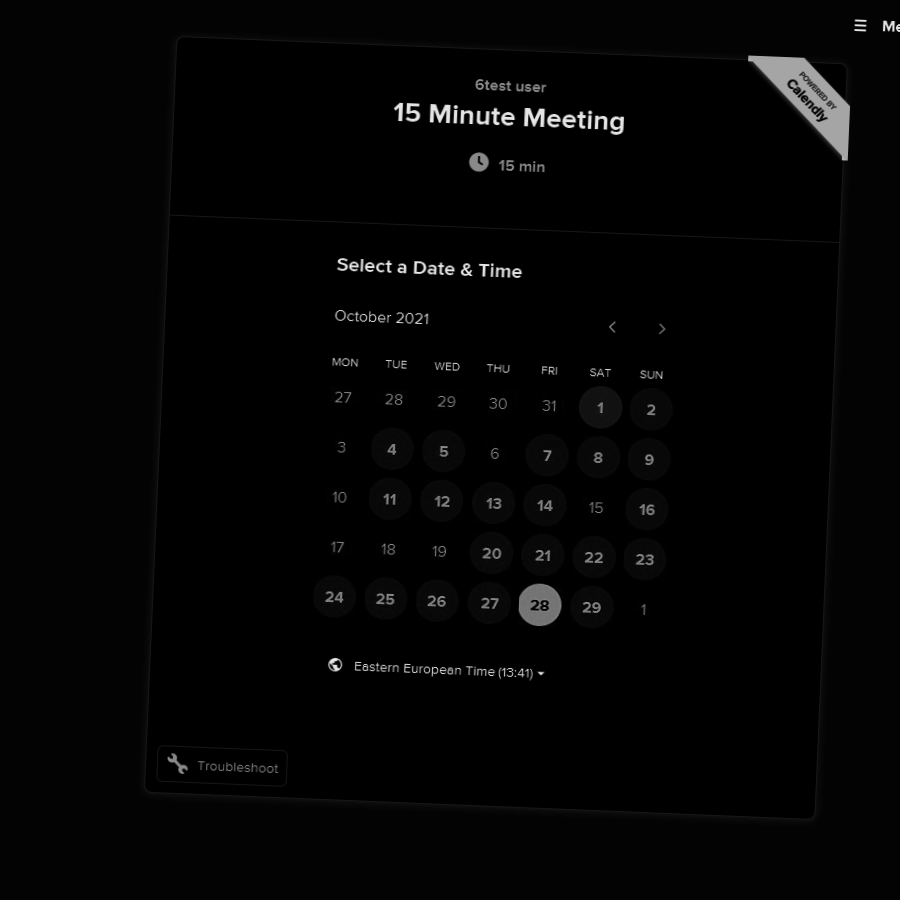 ☰ Me
POWERED BY
Calendly
6test user
15 Minute Meeting
15 min
Select a Date & Time
October 2021
MON TUE WED THU FRI SAT SUN
27 28 29 30 31 1 2
3 4 5 6 7 8 9
10 11 12 13 14 15 16
17 18 19 20 21 22 23
24 25 26 27 28 29 1
Eastern European Time (13:41)
Troubleshoot